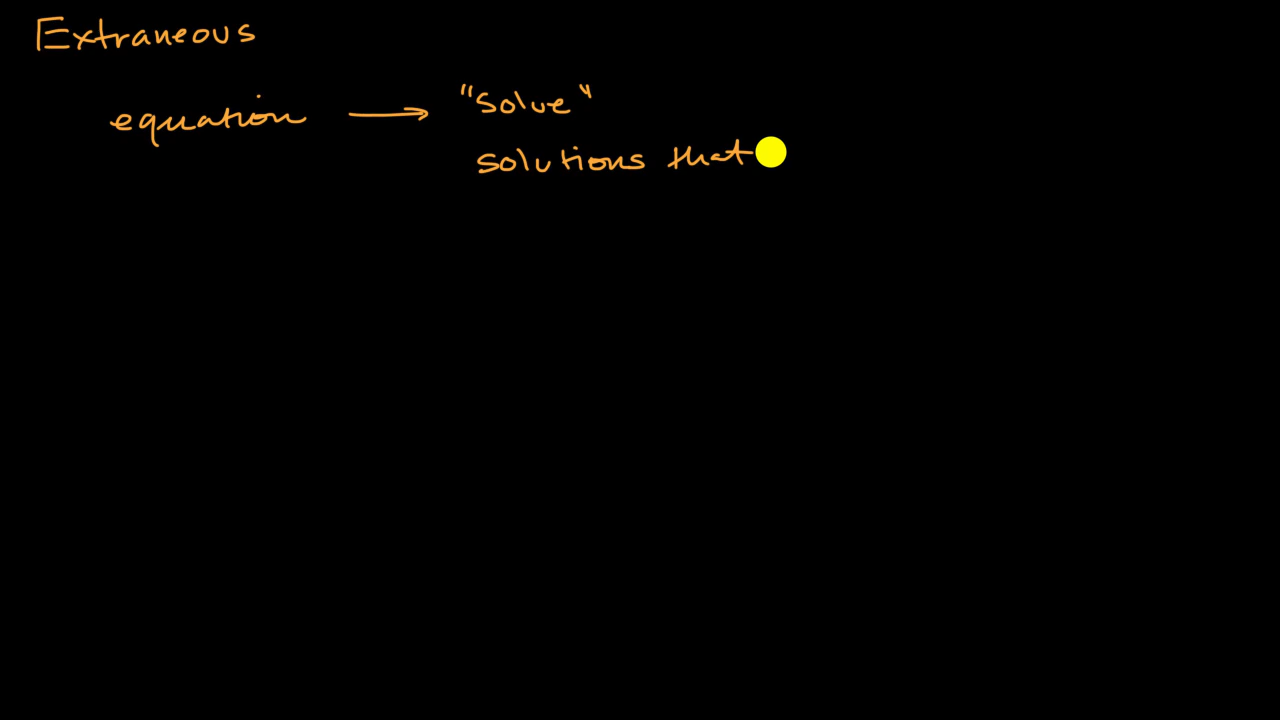 Extraneous
equation → "Solve"
solutions that